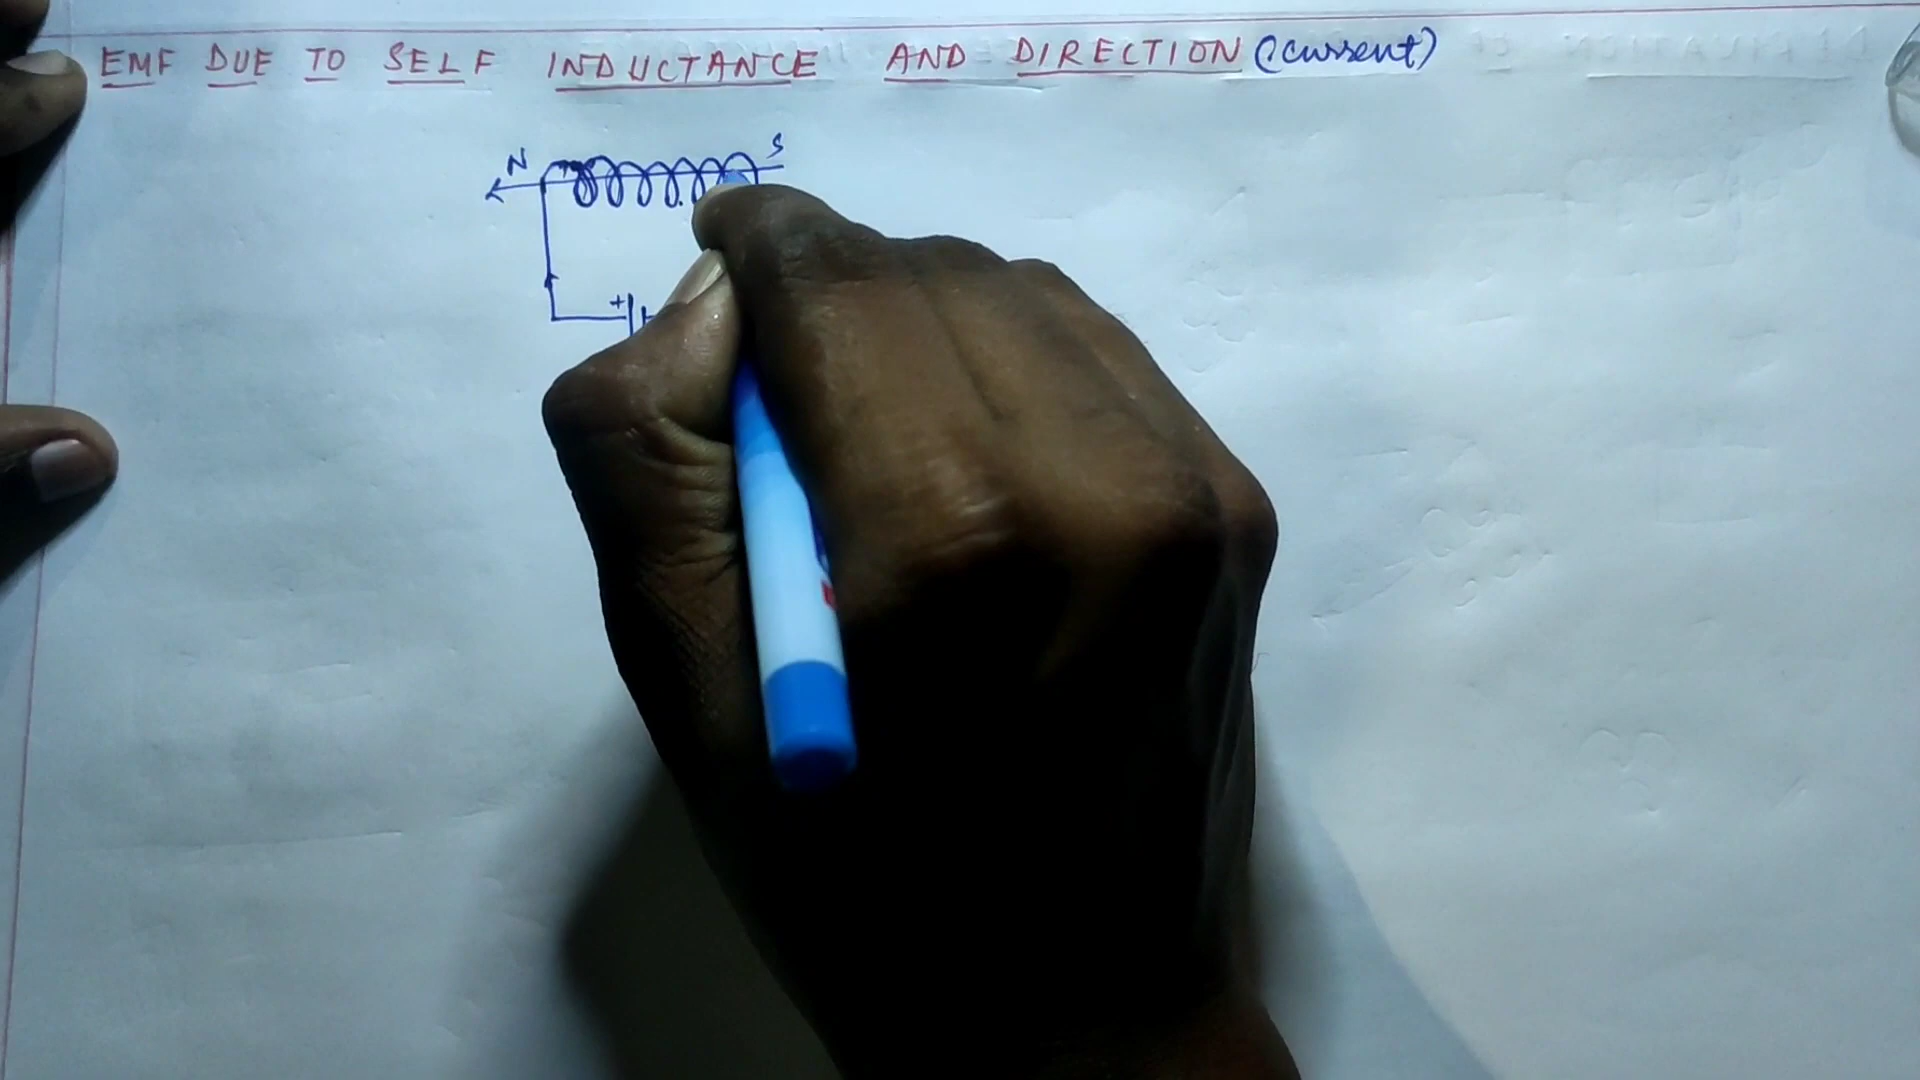 EMF DUE TO SELF INDUCTANCE AND DIRECTION (current)
N S
+